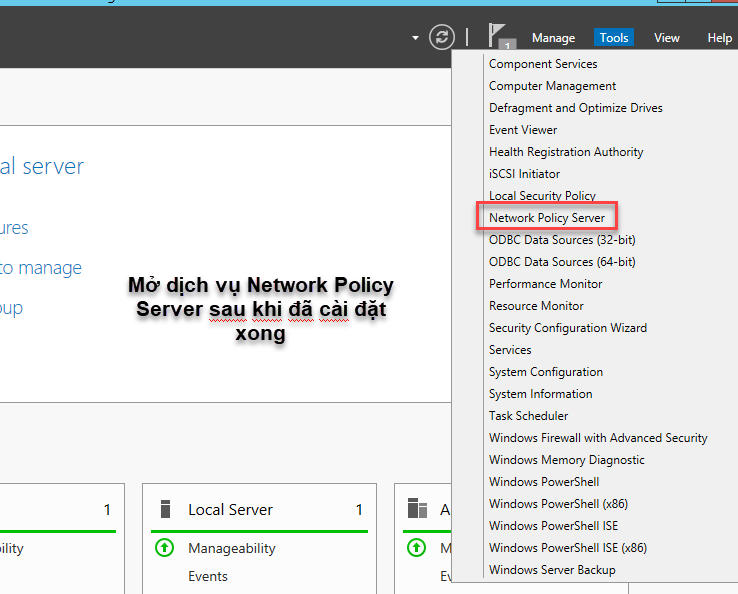 1
Manage
Tools
View
Help
Component Services
Computer Management
Defragment and Optimize Drives
Event Viewer
Health Registration Authority
iSCSI Initiator
Local Security Policy
Network Policy Server
ODBC Data Sources (32-bit)
ODBC Data Sources (64-bit)
Performance Monitor
Resource Monitor
Security Configuration Wizard
Services
System Configuration
System Information
Task Scheduler
Windows Firewall with Advanced Security
Windows Memory Diagnostic
Windows PowerShell
Windows PowerShell (x86)
Windows PowerShell ISE
Windows PowerShell ISE (x86)
Windows Server Backup
al server
ures
to manage
oup
Mở dịch vụ Network Policy
Server sau khi đã cài đặt
xong
1
ility
Local Server 1
Manageability
Events
A
M
Ev